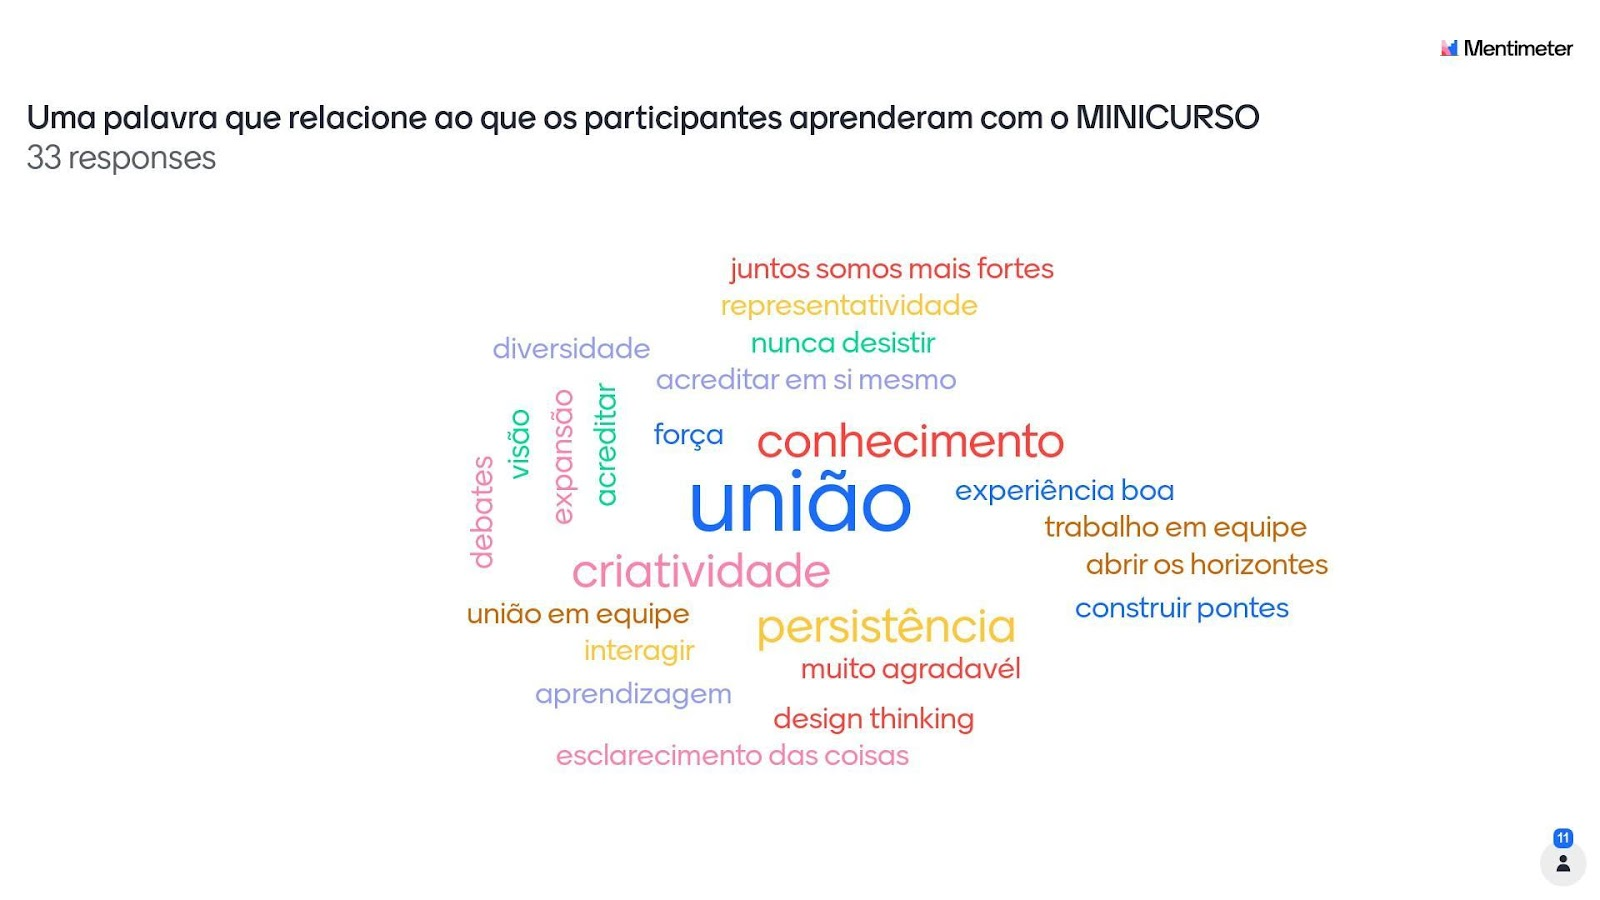 Mentimeter
Uma palavra que relacione ao que os participantes aprenderam com o MINICURSO
33 responses
juntos somos mais fortes
representatividade
nunca desistir
diversidade
acreditar em si mesmo
debates
visão
expansão
acreditar
força
conhecimento
união
experiência boa
trabalho em equipe
abrir os horizontes
criatividade
construir pontes
união em equipe
persistência
interagir
muito agradavél
aprendizagem
design thinking
esclarecimento das coisas
11